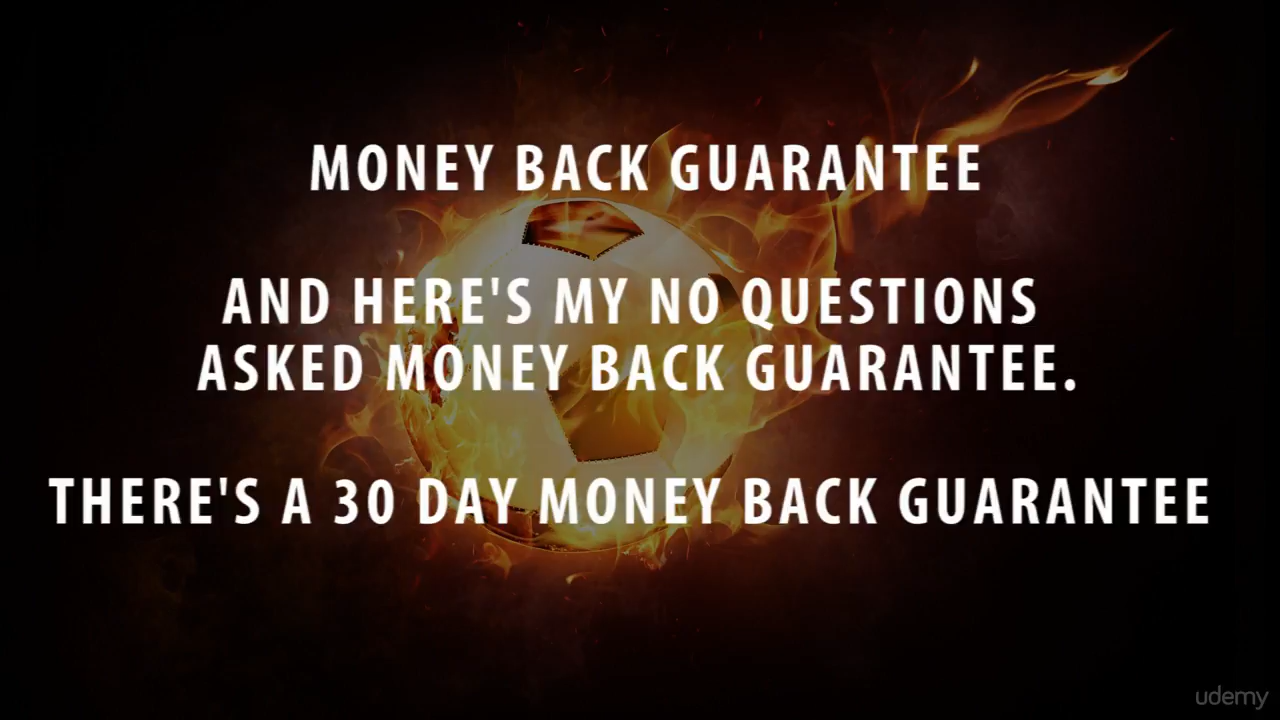 MONEY BACK GUARANTEE
AND HERE'S MY NO QUESTIONS
ASKED MONEY BACK GUARANTEE.
THERE'S A 30 DAY MONEY BACK GUARANTEE
udemy